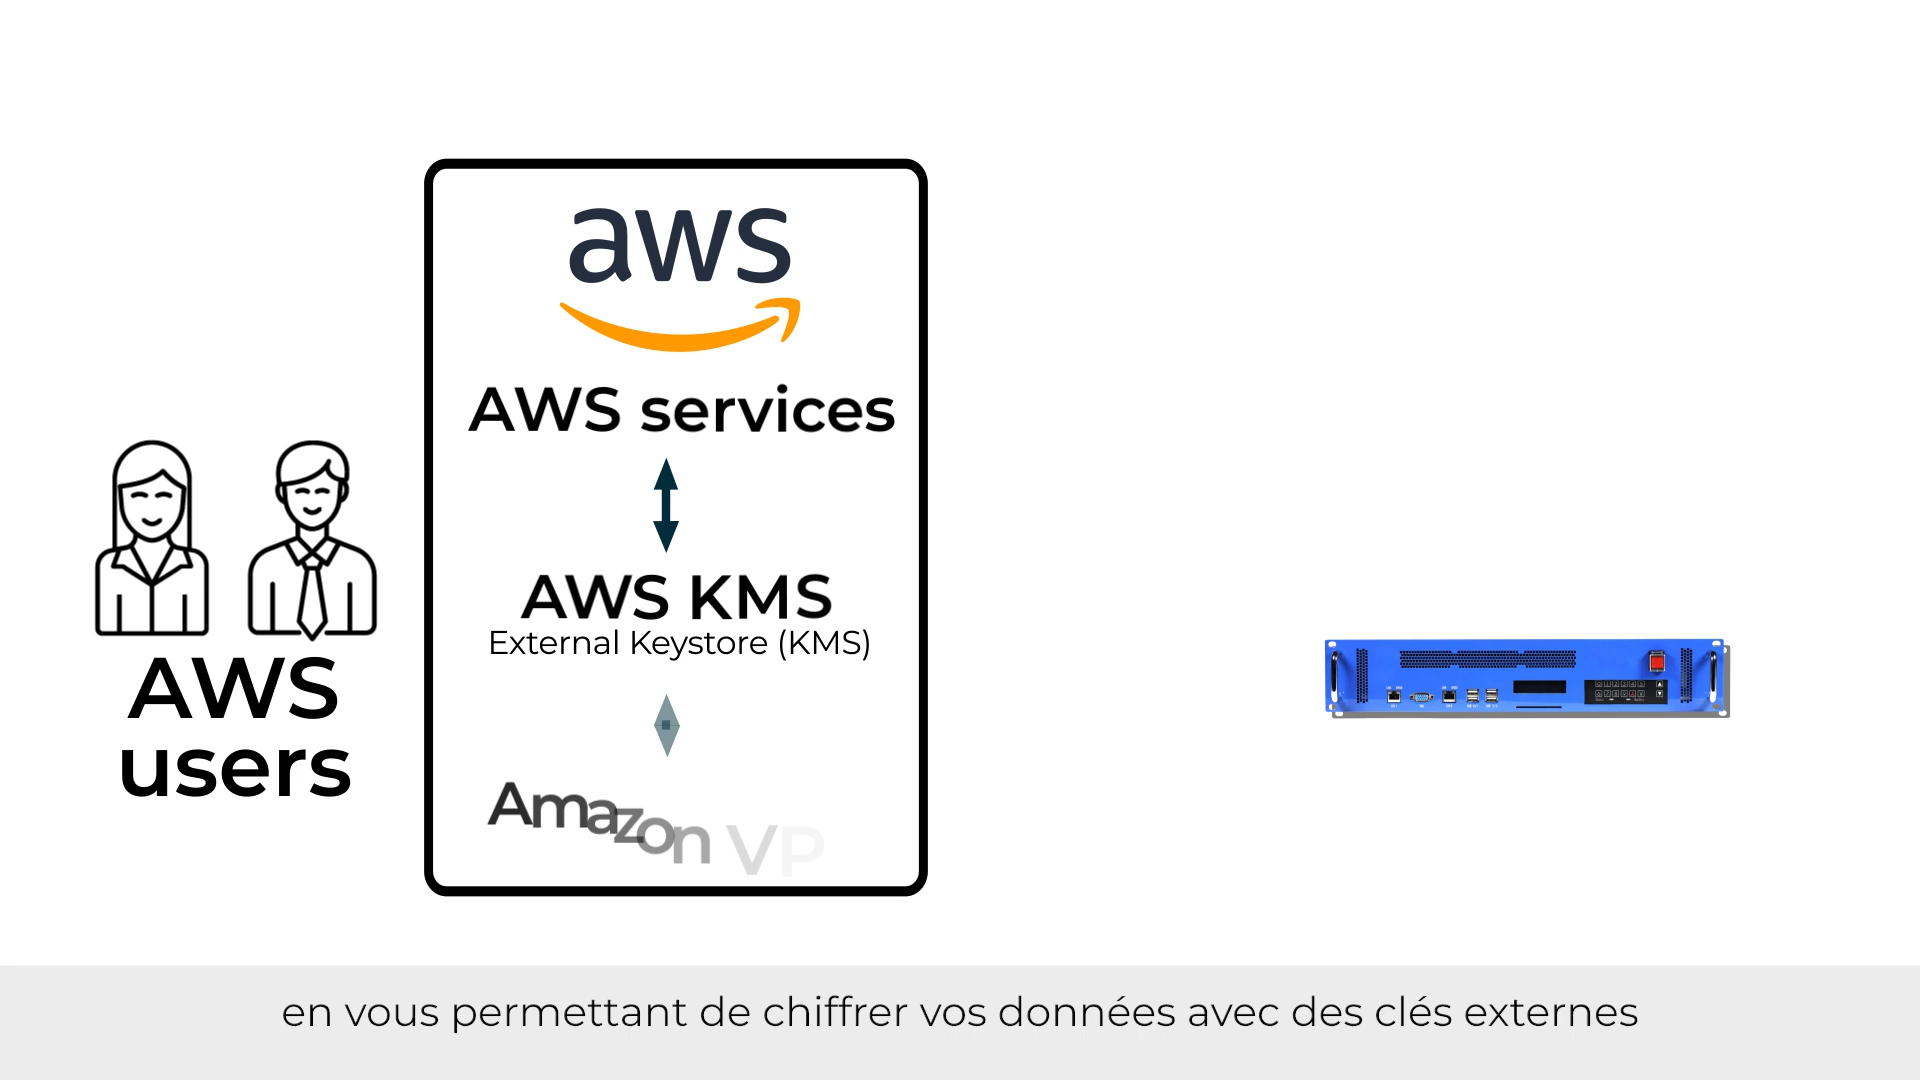 aws
AWS services
AWS KMS
External Keystore (KMS)
Amazon VP
AWS
users
en vous permettant de chiffrer vos données avec des clés externes